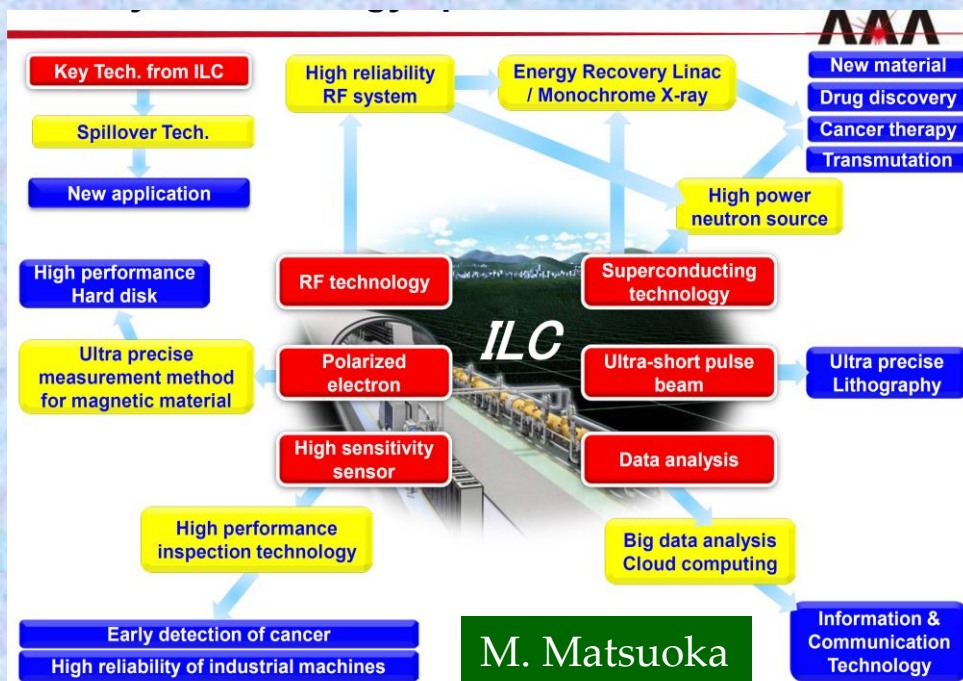 Key Tech. from ILC
Spillover Tech.
New application
High reliability
RF system
Energy Recovery Linac
/ Monochrome X-ray
New material
Drug discovery
Cancer therapy
Transmutation
High power
neutron source
High performance
Hard disk
RF technology
Superconducting
technology
ILC
Ultra precise
measurement method
for magnetic material
Polarized
electron
Ultra-short pulse
beam
Ultra precise
Lithography
High sensitivity
sensor
Data analysis
High performance
inspection technology
Big data analysis
Cloud computing
Early detection of cancer
High reliability of industrial machines
M. Matsuoka
Information &
Communication
Technology